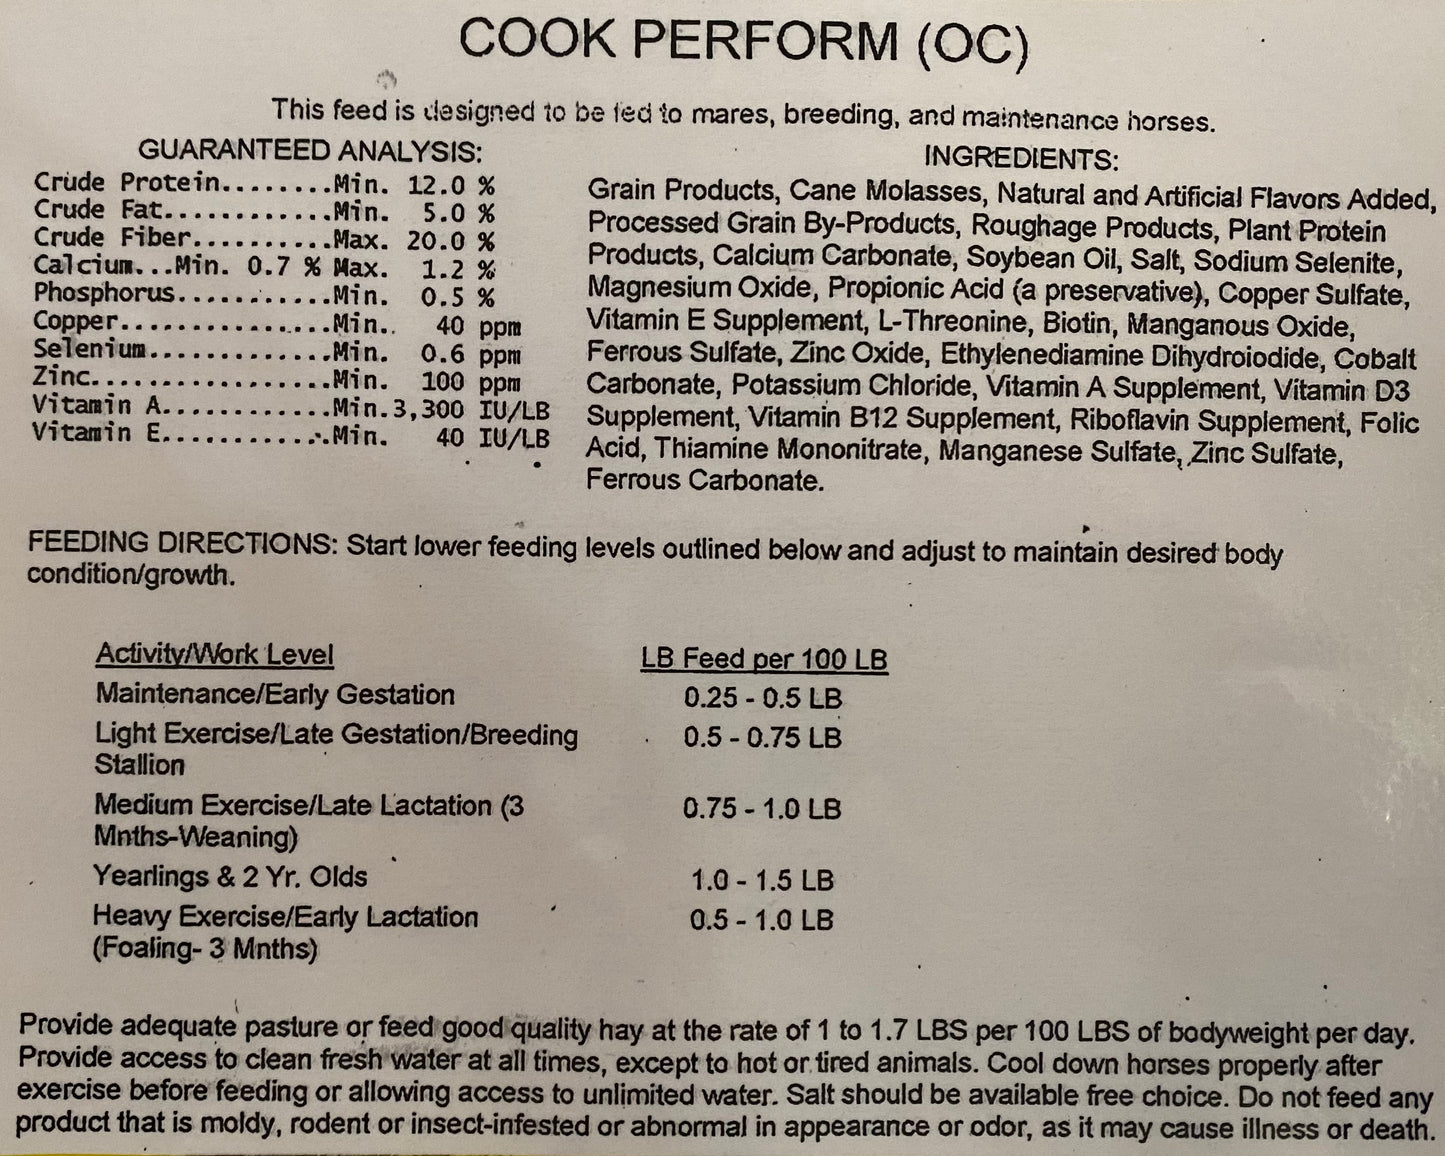 COOK PERFORM (OC)
This feed is designed to be fed to mares, breeding, and maintenance horses.
GUARANTEED ANALYSIS:
Crude Protein........Min. 12.0 %
Crude Fat............Min. 5.0 %
Crude Fiber..........Max. 20.0 %
Calcium...Min. 0.7 % Max. 1.2 %
Phosphorus...........Min. 0.5 %
Copper...............Min. 40 ppm
Selenium.............Min. 0.6 ppm
Zinc.................Min. 100 ppm
Vitamin A............Min.3,300 IU/LB
Vitamin E............Min. 40 IU/LB
INGREDIENTS:
Grain Products, Cane Molasses, Natural and Artificial Flavors Added,
Processed Grain By-Products, Roughage Products, Plant Protein
Products, Calcium Carbonate, Soybean Oil, Salt, Sodium Selenite,
Magnesium Oxide, Propionic Acid (a preservative), Copper Sulfate,
Vitamin E Supplement, L-Threonine, Biotin, Manganous Oxide,
Ferrous Sulfate, Zinc Oxide, Ethylenediamine Dihydroiodide, Cobalt
Carbonate, Potassium Chloride, Vitamin A Supplement, Vitamin D3
Supplement, Vitamin B12 Supplement, Riboflavin Supplement, Folic
Acid, Thiamine Mononitrate, Manganese Sulfate, Zinc Sulfate,
Ferrous Carbonate.
FEEDING DIRECTIONS: Start lower feeding levels outlined below and adjust to maintain desired body
condition/growth.
Activity/Work Level LB Feed per 100 LB
Maintenance/Early Gestation 0.25 - 0.5 LB
Light Exercise/Late Gestation/Breeding 0.5 - 0.75 LB
Stallion
Medium Exercise/Late Lactation (3 0.75 - 1.0 LB
Mnths-Weaning)
Yearlings & 2 Yr. Olds 1.0 - 1.5 LB
Heavy Exercise/Early Lactation 0.5 - 1.0 LB
(Foaling- 3 Mnths)
Provide adequate pasture or feed good quality hay at the rate of 1 to 1.7 LBS per 100 LBS of bodyweight per day.
Provide access to clean fresh water at all times, except to hot or tired animals. Cool down horses properly after
exercise before feeding or allowing access to unlimited water. Salt should be available free choice. Do not feed any
product that is moldy, rodent or insect-infested or abnormal in appearance or odor, as it may cause illness or death.